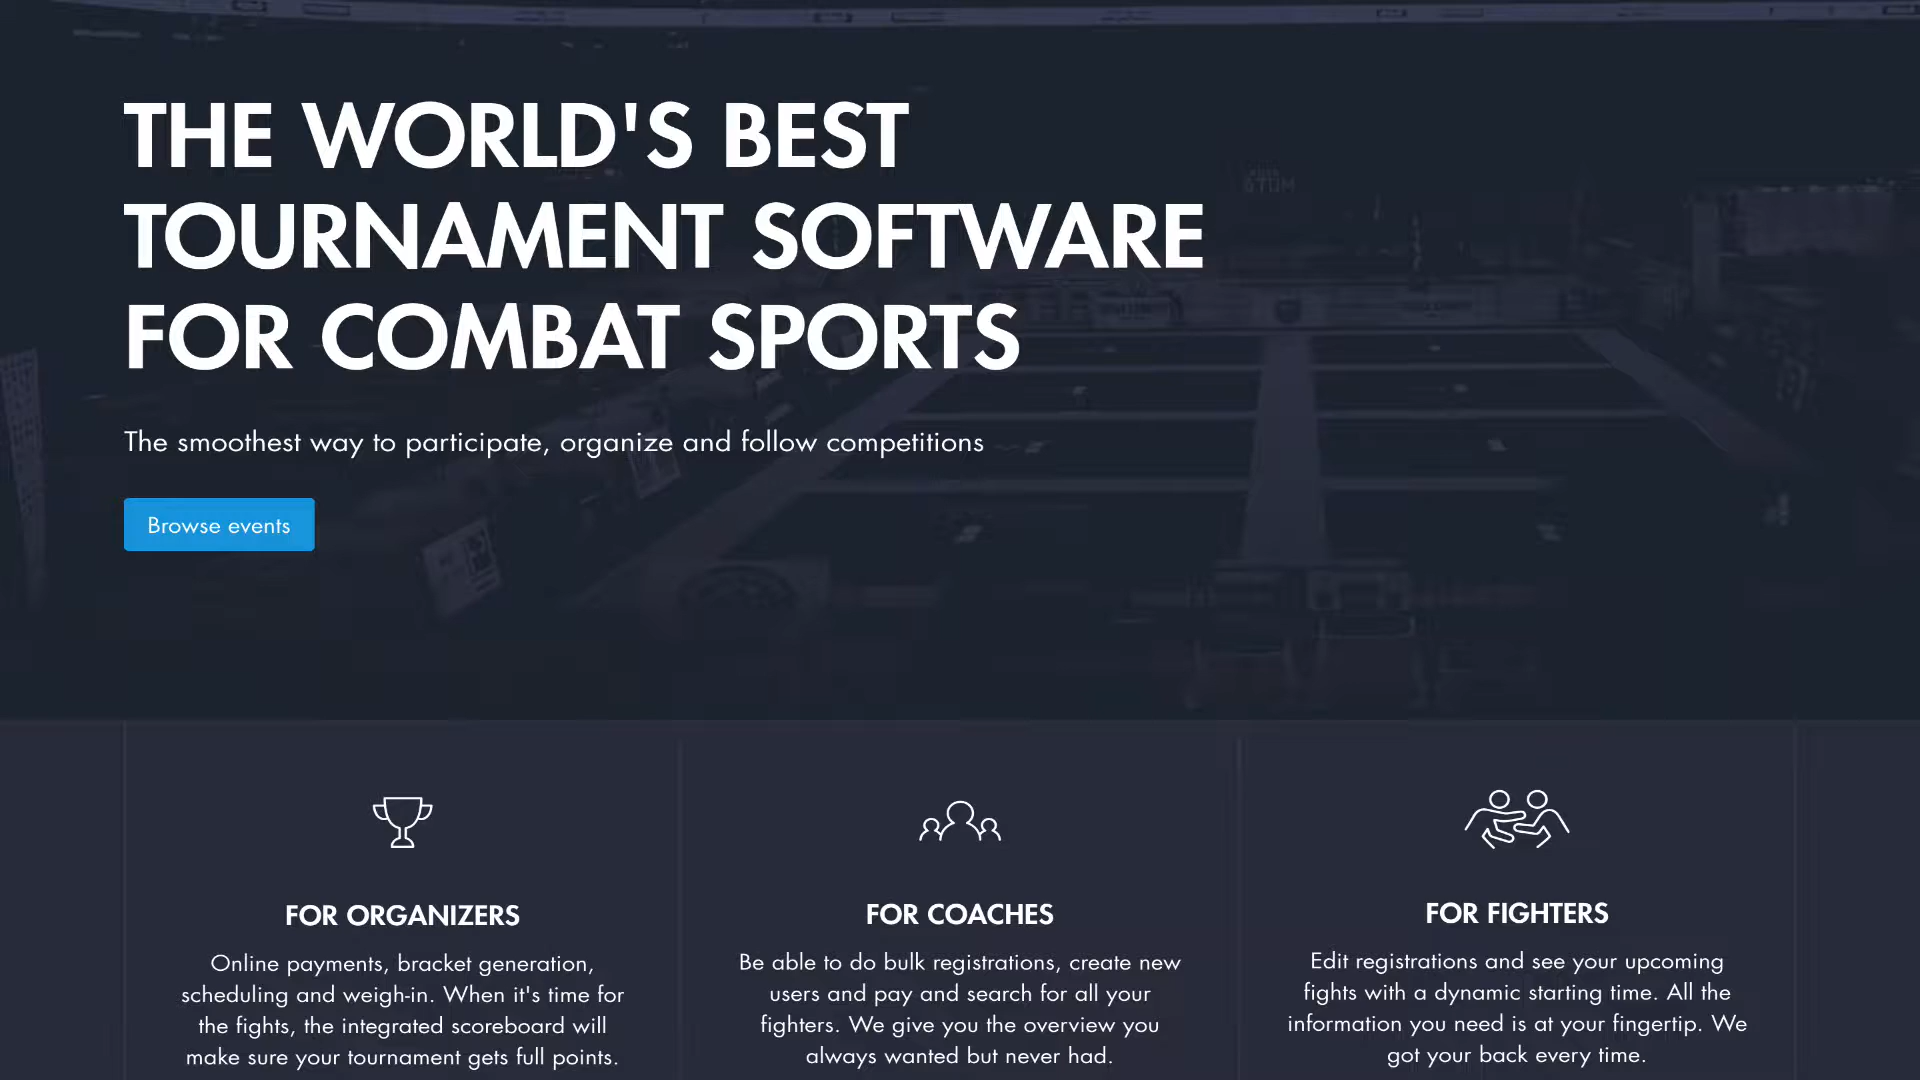 THE WORLD'S BEST
TOURNAMENT SOFTWARE
FOR COMBAT SPORTS
The smoothest way to participate, organize and follow competitions
Browse events
FOR ORGANIZERS
Online payments, bracket generation,
scheduling and weigh-in. When it's time for
the fights, the integrated scoreboard will
make sure your tournament gets full points.
FOR COACHES
Be able to do bulk registrations, create new
users and pay and search for all your
fighters. We give you the overview you
always wanted but never had.
FOR FIGHTERS
Edit registrations and see your upcoming
fights with a dynamic starting time. All the
information you need is at your fingertip. We
got your back every time.